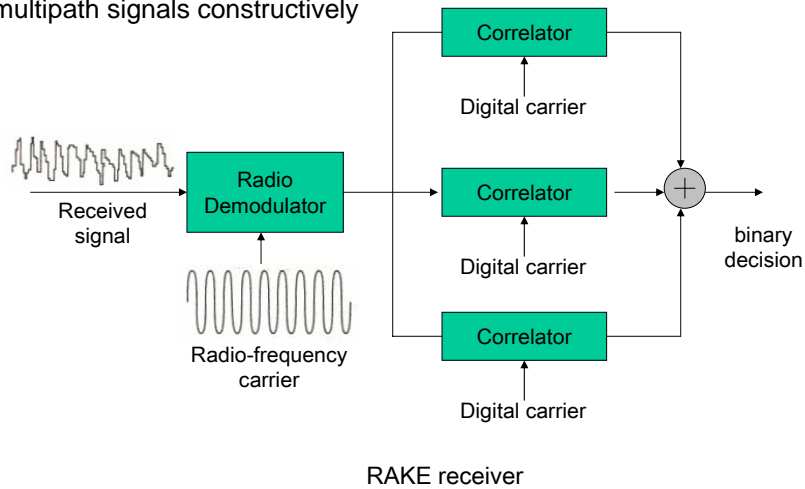 multipath signals constructively
Correlator
Digital carrier
Radio
Demodulator
Received
signal
Correlator
+
Digital carrier
binary
decision
Radio-frequency
carrier
Correlator
Digital carrier
RAKE receiver